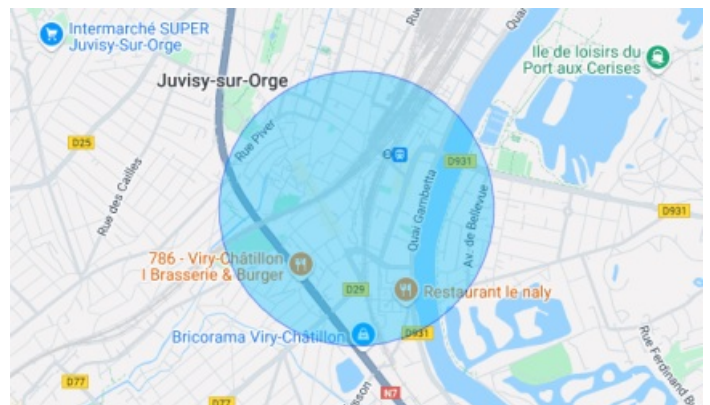 Intermarché SUPER
Juvisy-Sur-Orge
Ile de loisirs du
Port aux Cerises
Juvisy-sur-Orge
Rue Piver
D25
D931
Rue des Cailles
Quai Gambetta
Av. de Bellevue
D931
786 - Viry-Châtillon
I Brasserie & Burger
D29
Restaurant le naly
Bricorama Viry-Châtillon
D931
D77
D77
N7